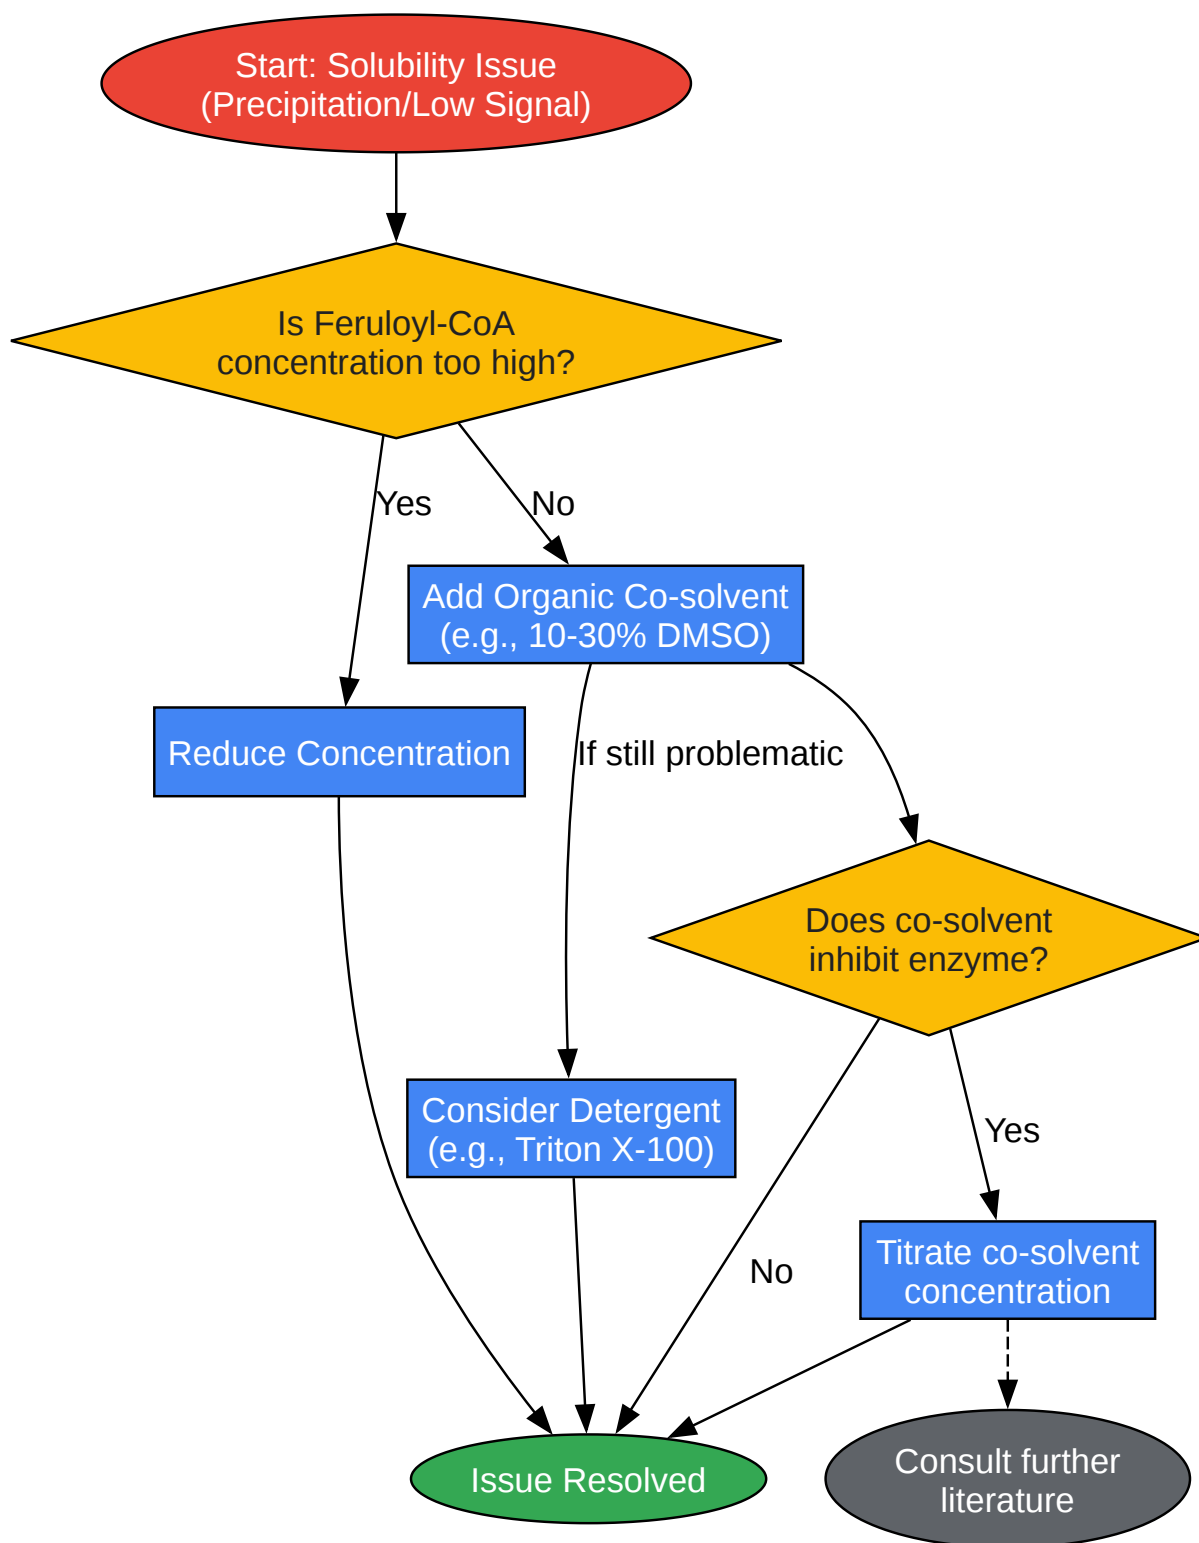 Start: Solubility Issue
(Precipitation/Low Signal)
Is Feruloyl-CoA
concentration too high?
Yes
No
Add Organic Co-solvent
(e.g., 10-30% DMSO)
Reduce Concentration
If still problematic
Does co-solvent
inhibit enzyme?
Consider Detergent
(e.g., Triton X-100)
Yes
No
Titrate co-solvent
concentration
Issue Resolved
Consult further
literature